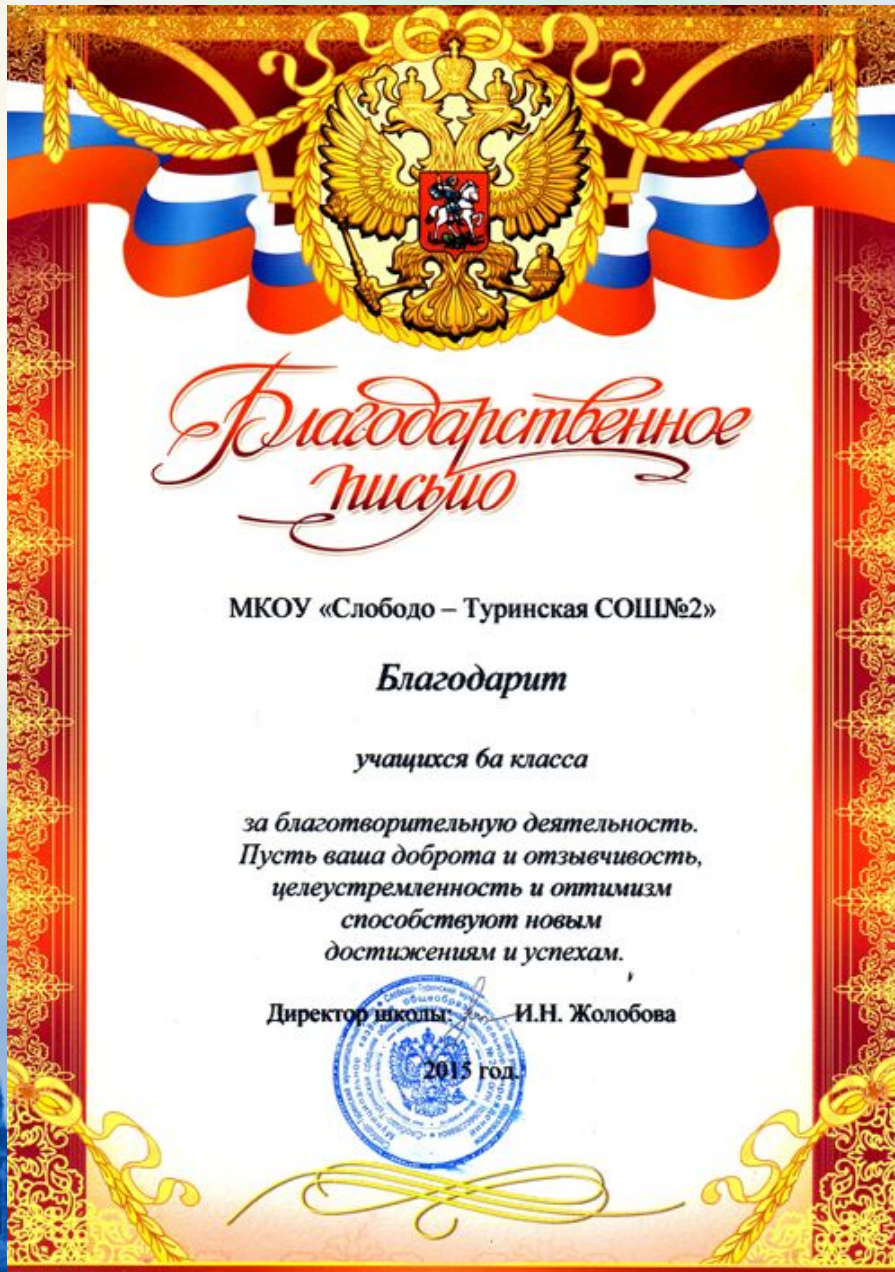 Благодарственное
письмо
МКОУ «Слободо – Туринская СОШ№2»
Благодарит
учащихся 6а класса
за благотворительную деятельность.
Пусть ваша доброта и отзывчивость,
целеустремленность и оптимизм
способствуют новым
достижениям и успехам.
Директор школы: И.Н. Жолобова
2015 год.